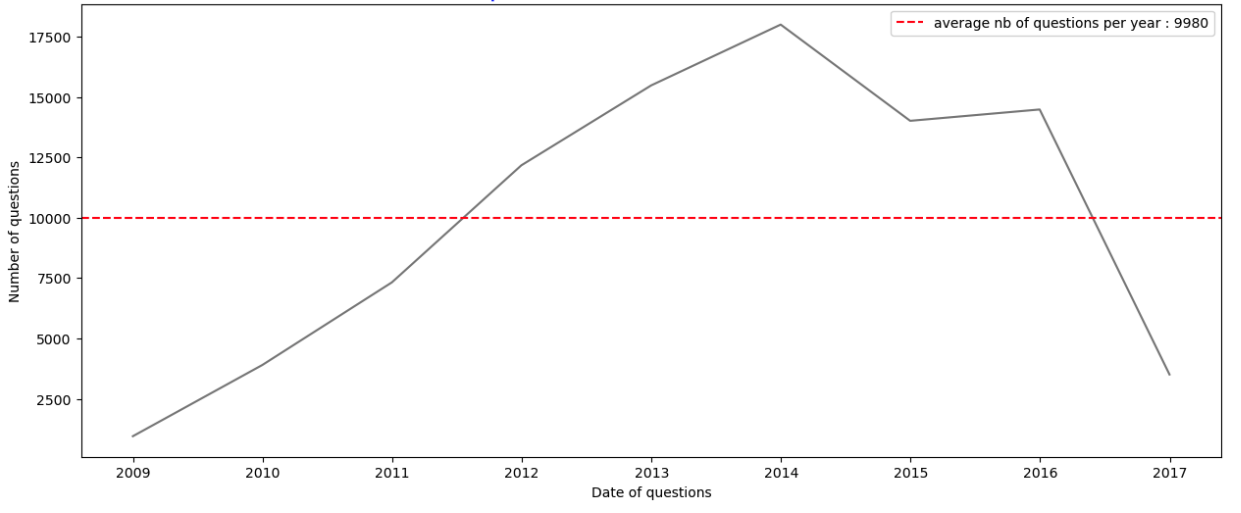 average nb of questions per year : 9980
17500
15000
12500
10000
7500
5000
2500
Number of questions
2009 2010 2011 2012 2013 2014 2015 2016 2017
Date of questions